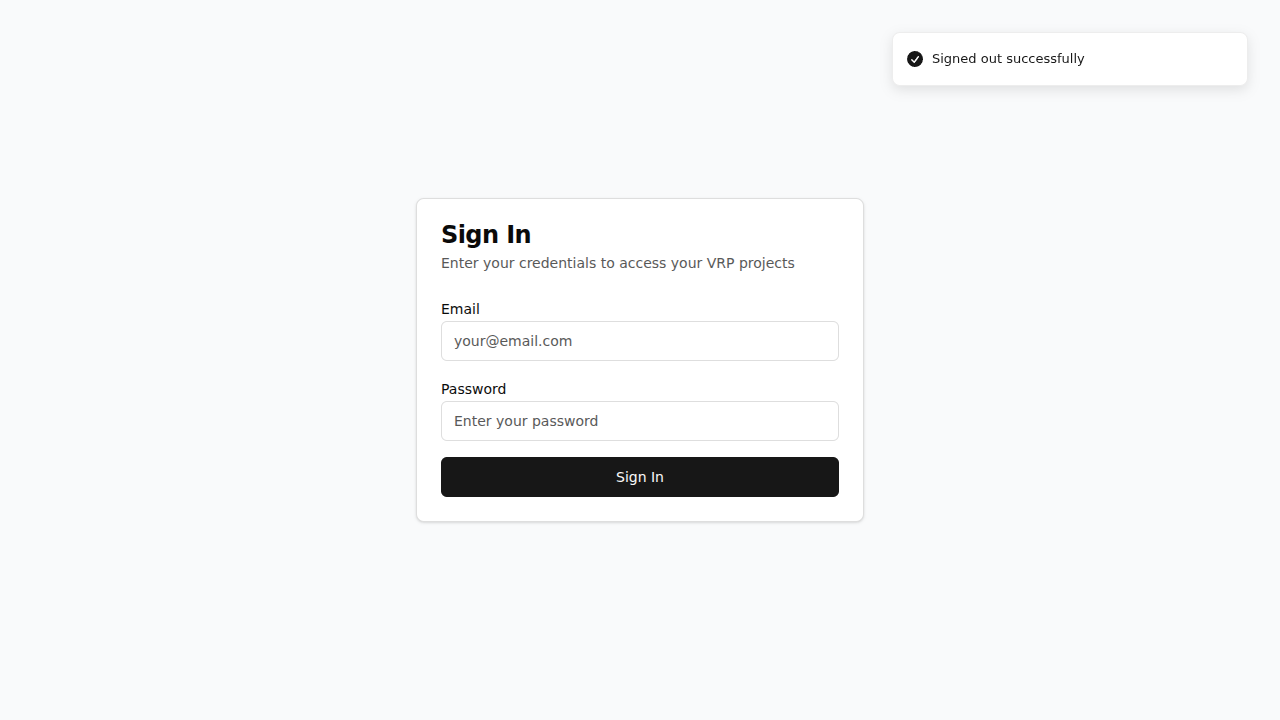 Signed out successfully
Sign In
Enter your credentials to access your VRP projects
Email
your@email.com
Password
Enter your password
Sign In